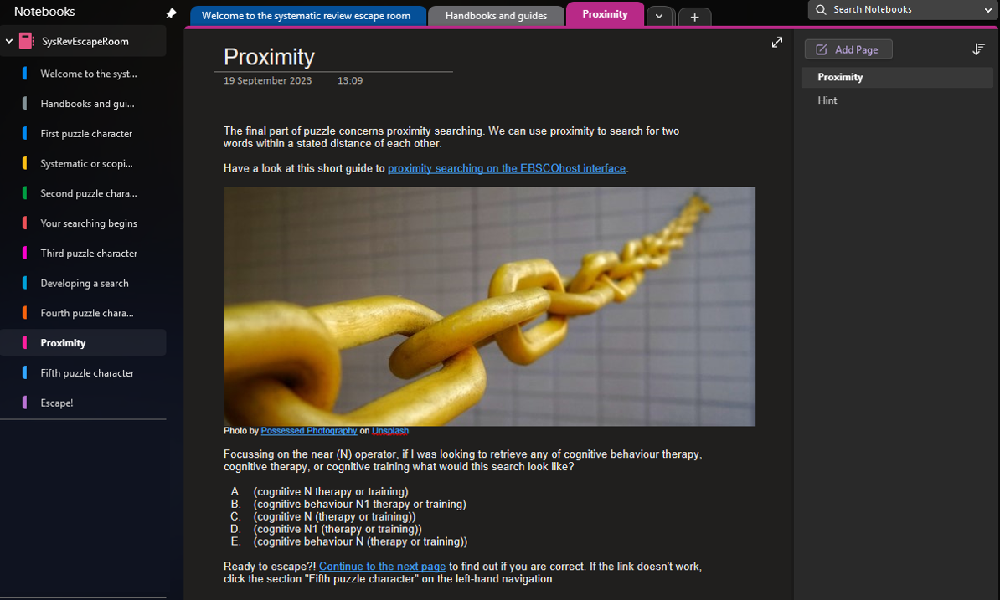 Notebooks
Welcome to the systematic review escape room
Handbooks and guides
Proximity
Search Notebooks
SysRevEscapeRoom
Welcome to the syst...
Handbooks and gui...
First puzzle character
Systematic or scopi...
Second puzzle chara...
Your searching begins
Third puzzle character
Developing a search
Fourth puzzle chara...
Proximity
Fifth puzzle character
Escape!
Proximity
19 September 2023 13:09
The final part of puzzle concerns proximity searching. We can use proximity to search for two
words within a stated distance of each other.
Have a look at this short guide to proximity searching on the EBSCOhost interface.
Photo by Possessed Photography on Unsplash
Focussing on the near (N) operator, if I was looking to retrieve any of cognitive behaviour therapy,
cognitive therapy, or cognitive training what would this search look like?
A. (cognitive N therapy or training)
B. (cognitive behaviour N1 therapy or training)
C. (cognitive N (therapy or training))
D. (cognitive N1 (therapy or training))
E. (cognitive behaviour N (therapy or training))
Ready to escape?! Continue to the next page to find out if you are correct. If the link doesn't work,
click the section "Fifth puzzle character" on the left-hand navigation.
Add Page
Proximity
Hint